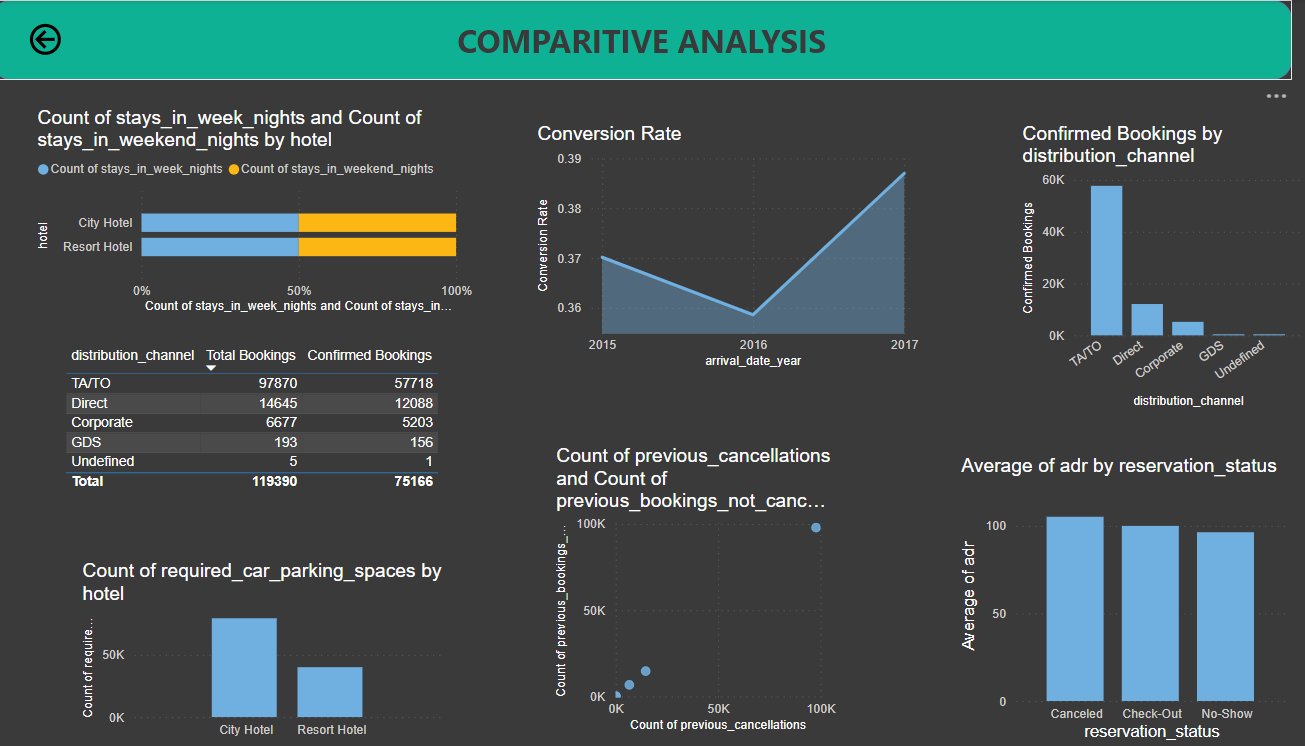 COMPARITIVE ANALYSIS
Count of stays_in_week_nights and Count of
stays_in_weekend_nights by hotel
Count of stays_in_week_nights Count of stays_in_weekend_nights
hotel
City Hotel
Resort Hotel
0% 50% 100%
Count of stays_in_week_nights and Count of stays_in…
Conversion Rate
Conversion Rate
0.39
0.38
0.37
0.36
2015 2016 2017
arrival_date_year
Confirmed Bookings by
distribution_channel
Confirmed Bookings
60K
40K
20K
0K
TA/TO Direct Corporate GDS Undefined
distribution_channel
distribution_channel Total Bookings Confirmed Bookings
TA/TO 97870 57718
Direct 14645 12088
Corporate 6677 5203
GDS 193 156
Undefined 5 1
Total 119390 75166
Count of previous_cancellations
and Count of
previous_bookings_not_canc…
Count of previous_bookings_…
100K
50K
0K
0K 50K 100K
Count of previous_cancellations
Average of adr by reservation_status
Average of adr
100
50
0
Canceled Check-Out No-Show
reservation_status
Count of required_car_parking_spaces by
hotel
Count of require…
50K
0K
City Hotel Resort Hotel